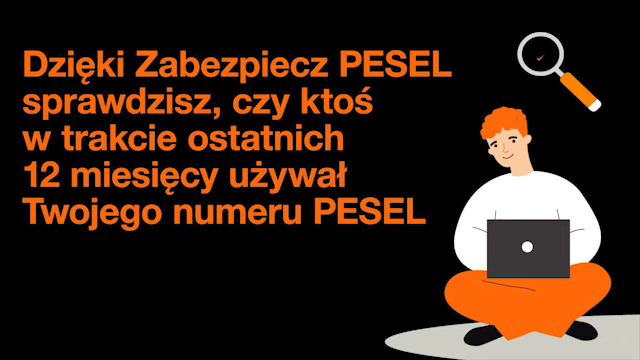 Dzięki Zabezpiecz PESEL
sprawdzisz, czy ktoś
w trakcie ostatnich
12 miesięcy używał
Twojego numeru PESEL